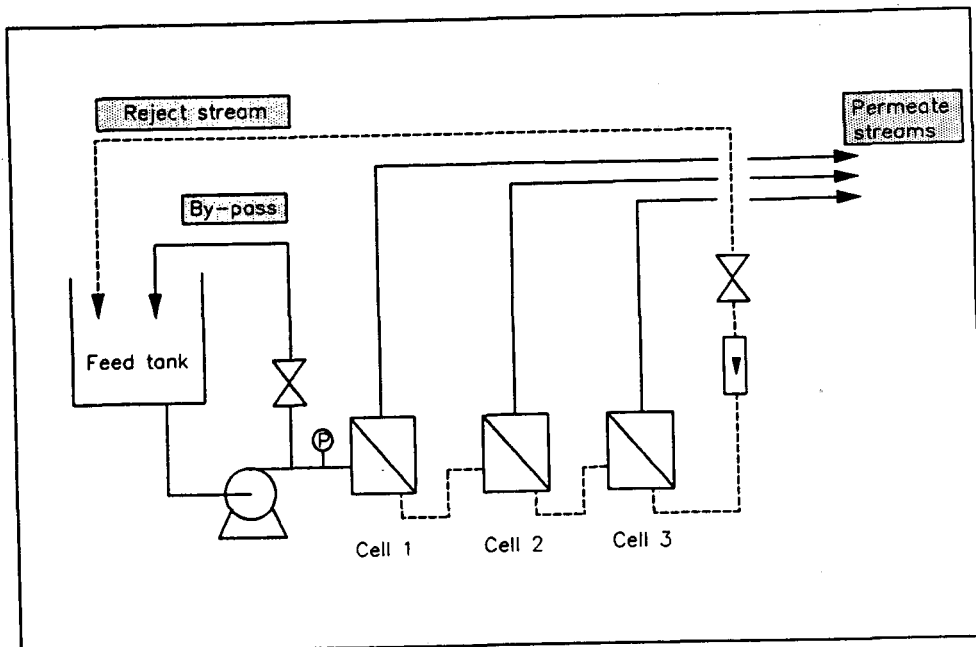 Reject stream
Permeate
streams
By-pass
Feed tank
P
Cell 1
Cell 2
Cell 3